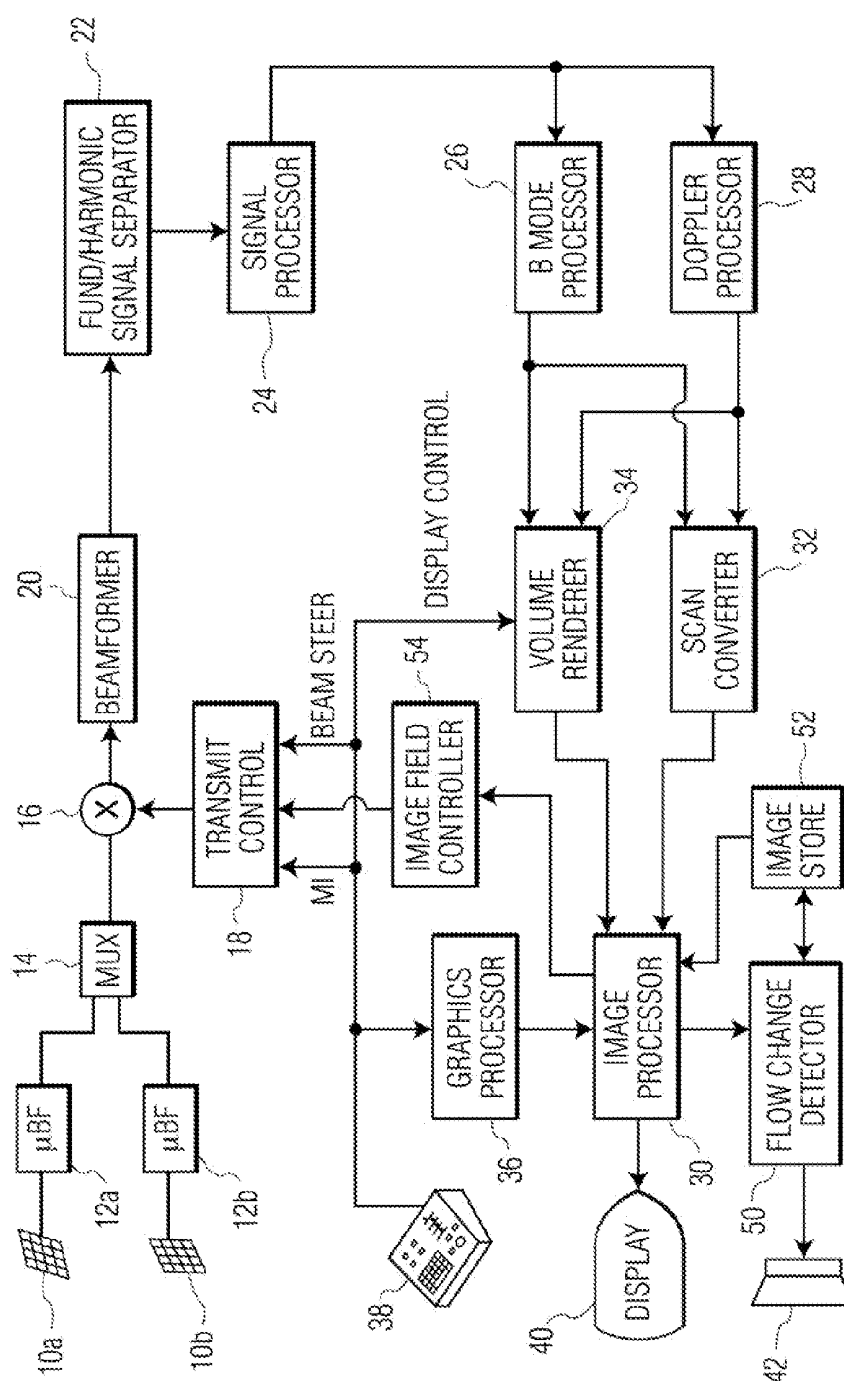 10a
10b
12a
µBF
µBF
12b
14
MUX
16
X
20
BEAMFORMER
22
FUND/HARMONIC
SIGNAL SEPARATOR
SIGNAL
PROCESSOR
24
TRANSMIT
CONTROL
18
MI
BEAM STEER
DISPLAY CONTROL
54
IMAGE FIELD
CONTROLLER
38
GRAPHICS
PROCESSOR
36
26
B MODE
PROCESSOR
DOPPLER
PROCESSOR
28
VOLUME
RENDERER
34
SCAN
CONVERTER
32
IMAGE
PROCESSOR
30
40
DISPLAY
52
IMAGE
STORE
FLOW CHANGE
DETECTOR
50
42